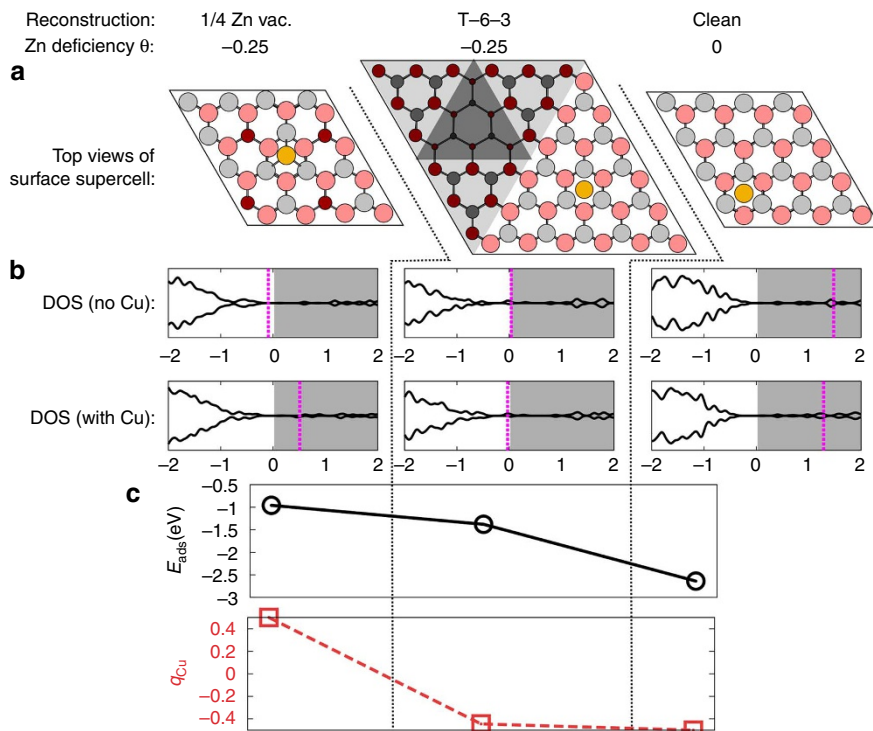 Reconstruction: 1/4 Zn vac. T–6–3 Clean
Zn deficiency θ: –0.25 –0.25 0
a
Top views of
surface supercell:
b
DOS (no Cu):
–2 –1 0 1 2 –2 –1 0 1 2 –2 –1 0 1 2
DOS (with Cu):
–2 –1 0 1 2 –2 –1 0 1 2 –2 –1 0 1 2
c
E_ads(eV)
–0.5
–1
–1.5
–2
–2.5
–3
q_Cu
0.4
0.2
0
–0.2
–0.4